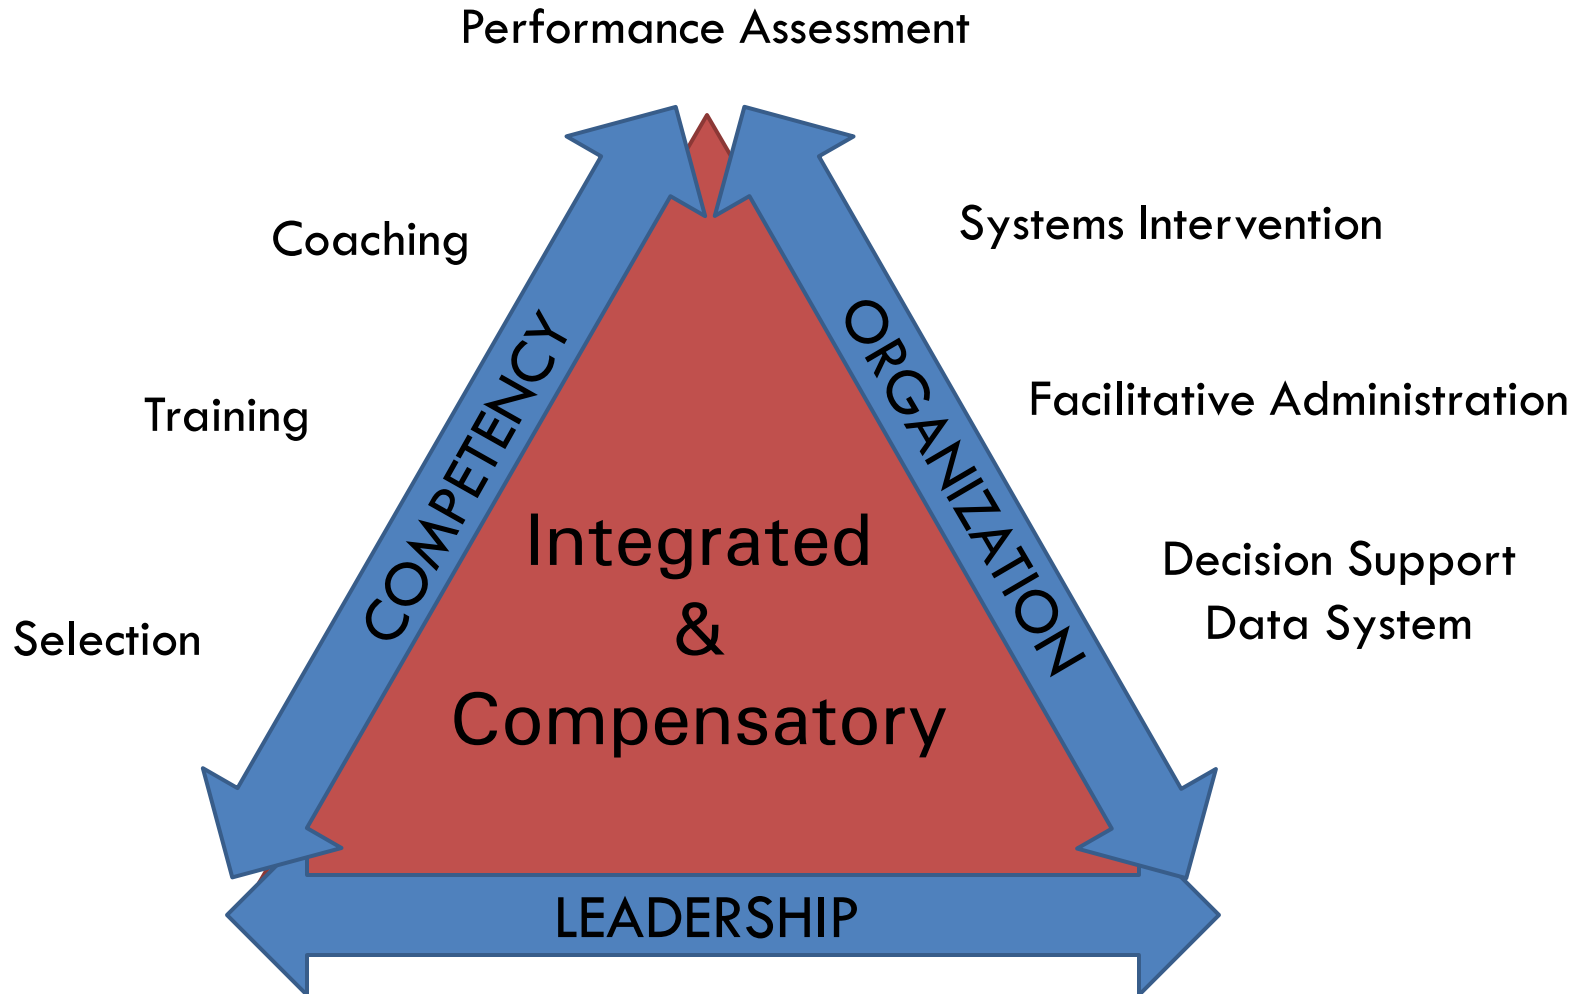 Performance Assessment
Coaching
Systems Intervention
Training
Facilitative Administration
Selection
Decision Support
Data System
COMPETENCY
ORGANIZATION
Integrated
&
Compensatory
LEADERSHIP